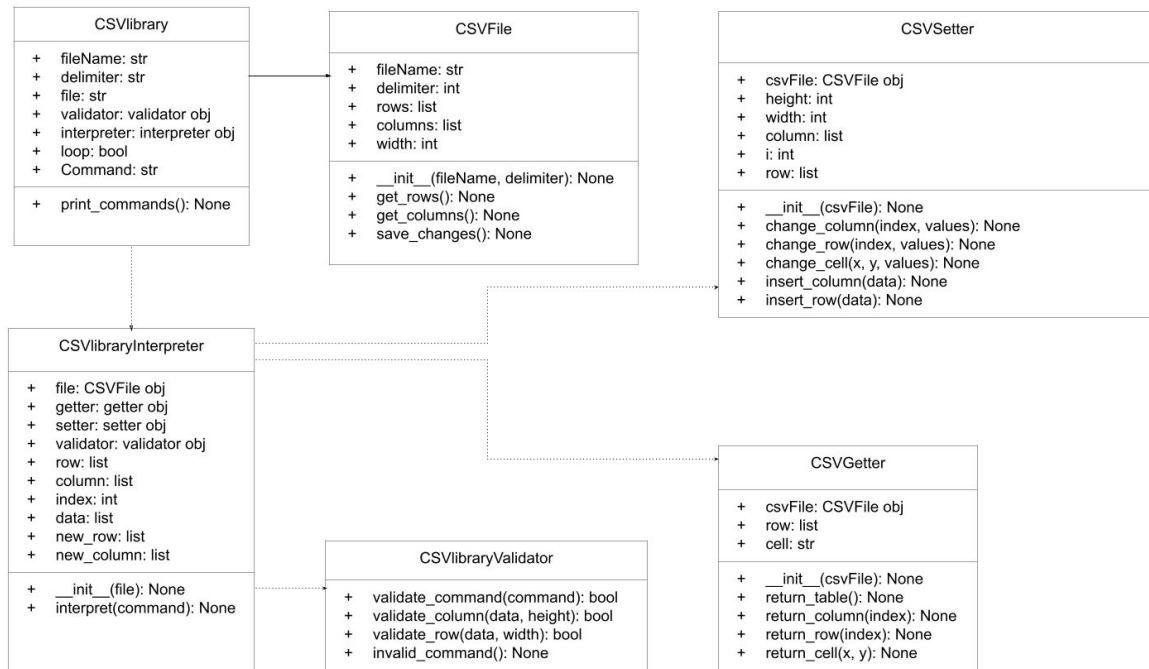 CSVlibrary
+ fileName: str
+ delimiter: str
+ file: str
+ validator: validator obj
+ interpreter: interpreter obj
+ loop: bool
+ Command: str
+ print_commands(): None
CSVFile
+ fileName: str
+ delimiter: int
+ rows: list
+ columns: list
+ width: int
+ __init__(fileName, delimiter): None
+ get_rows(): None
+ get_columns(): None
+ save_changes(): None
CSVSetter
+ csvFile: CSVFile obj
+ height: int
+ width: int
+ column: list
+ i: int
+ row: list
+ __init__(csvFile): None
+ change_column(index, values): None
+ change_row(index, values): None
+ change_cell(x, y, values): None
+ insert_column(data): None
+ insert_row(data): None
CSVlibraryInterpreter
+ file: CSVFile obj
+ getter: getter obj
+ setter: setter obj
+ validator: validator obj
+ row: list
+ column: list
+ index: int
+ data: list
+ new_row: list
+ new_column: list
+ __init__(file): None
+ interpret(command): None
CSVlibraryValidator
+ validate_command(command): bool
+ validate_column(data, height): bool
+ validate_row(data, width): bool
+ invalid_command(): None
CSVGetter
+ csvFile: CSVFile obj
+ row: list
+ cell: str
+ __init__(csvFile): None
+ return_table(): None
+ return_column(index): None
+ return_row(index): None
+ return_cell(x, y): None